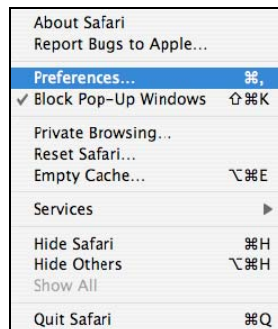 About Safari
Report Bugs to Apple...
Preferences... ⌘,
✓ Block Pop-Up Windows ⇧⌘K
Private Browsing...
Reset Safari...
Empty Cache... ⌥⌘E
Services ▶
Hide Safari ⌘H
Hide Others ⌥⌘H
Show All
Quit Safari ⌘Q